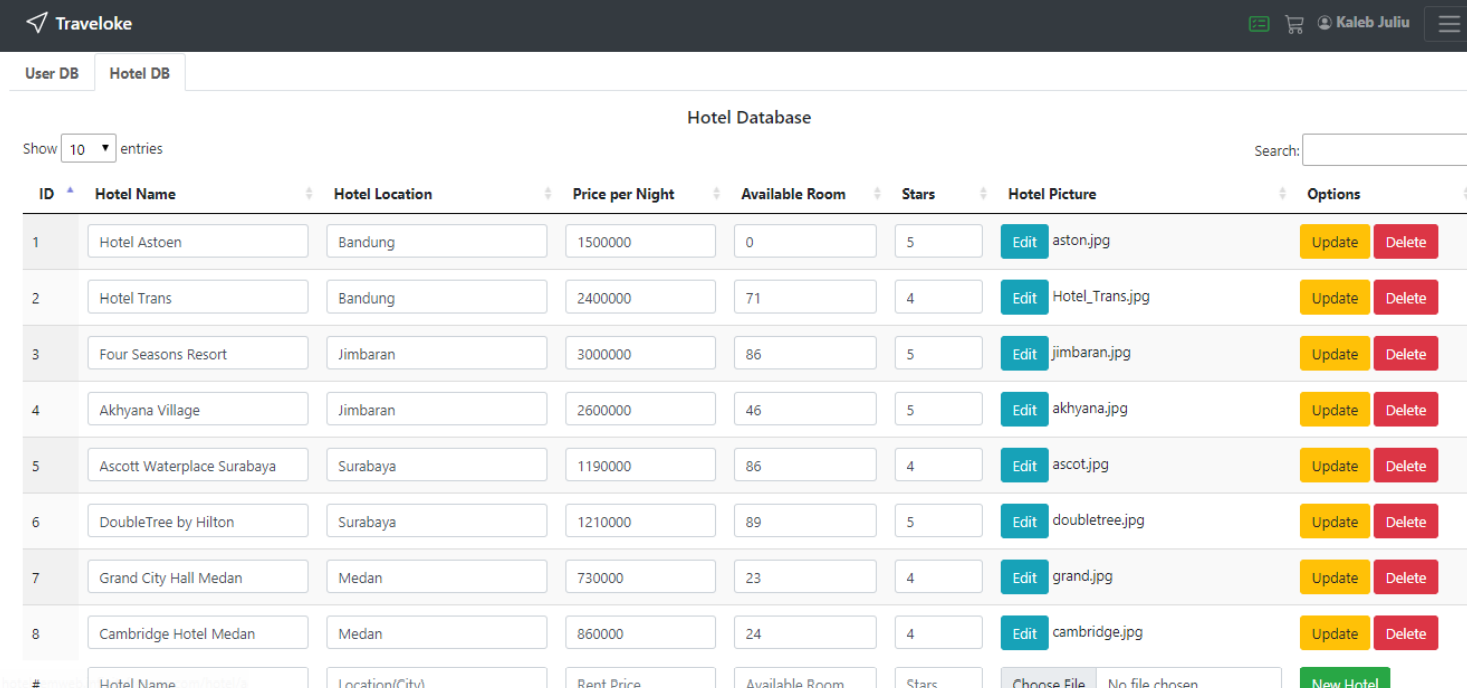 Traveloke
Kaleb Juliu
User DB Hotel DB
Hotel Database
Show 10 entries
Search:
ID Hotel Name Hotel Location Price per Night Available Room Stars Hotel Picture Options
1 Hotel Astoen Bandung 1500000 0 5 Edit aston.jpg Update Delete
2 Hotel Trans Bandung 2400000 71 4 Edit Hotel_Trans.jpg Update Delete
3 Four Seasons Resort Jimbaran 3000000 86 5 Edit jimbaran.jpg Update Delete
4 Akhyana Village Jimbaran 2600000 46 5 Edit akhyana.jpg Update Delete
5 Ascott Waterplace Surabaya Surabaya 1190000 86 4 Edit ascot.jpg Update Delete
6 DoubleTree by Hilton Surabaya 1210000 89 5 Edit doubletree.jpg Update Delete
7 Grand City Hall Medan Medan 730000 23 4 Edit grand.jpg Update Delete
8 Cambridge Hotel Medan Medan 860000 24 4 Edit cambridge.jpg Update Delete
# Hotel Name Location(City) Rent Price Available Room Stars Choose File No file chosen New Hotel